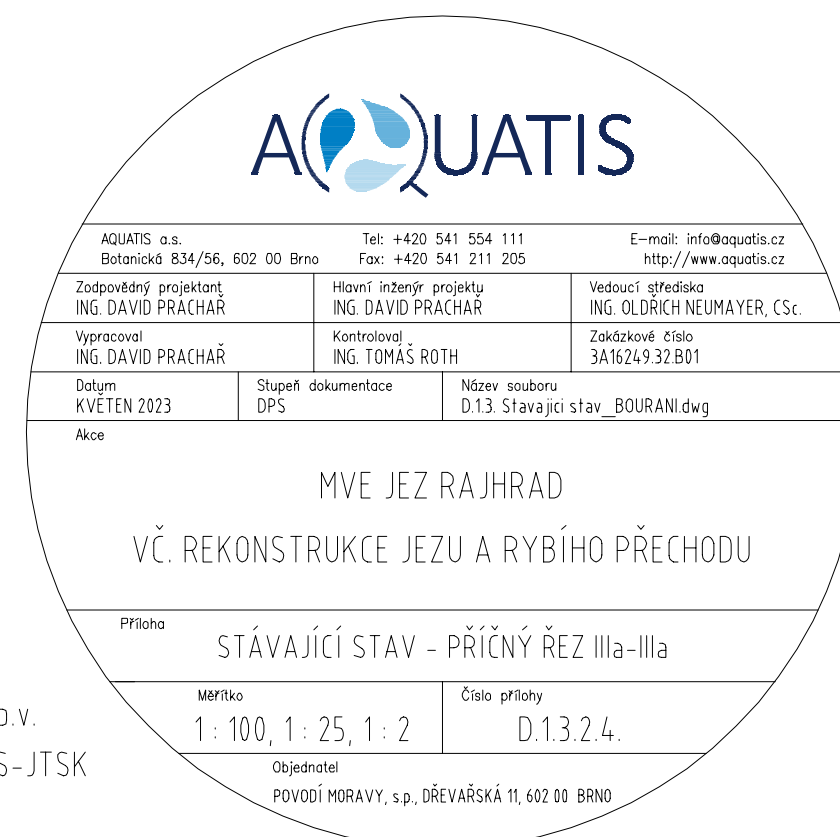 AQUATIS
AQUATIS a.s. Tel: +420 541 554 111 E-mail: info@aquatis.cz
Botanická 834/56, 602 00 Brno Fax: +420 541 211 205 http://www.aquatis.cz
Zodpovědný projektant Hlavní inženýr projektu Vedoucí střediska
ING. DAVID PRACHAŘ ING. DAVID PRACHAŘ ING. OLDŘICH NEUMAYER, CSc.
Vypracoval Kontroloval Zakázkové číslo
ING. DAVID PRACHAŘ ING. TOMÁŠ ROTH 3A16249.32.B01
Datum Stupeň dokumentace Název souboru
KVĚTEN 2023 DPS D.1.3. Stavajici stav_BOURANI.dwg
Akce
MVE JEZ RAJHRAD
VČ. REKONSTRUKCE JEZU A RYBÍHO PŘECHODU
Příloha
STÁVAJÍCÍ STAV - PŘÍČNÝ ŘEZ IIIa-IIIa
Měřítko Číslo přílohy
1 : 100, 1 : 25, 1 : 2 D.1.3.2.4.
Objednatel
POVODÍ MORAVY, s.p., DŘEVAŘSKÁ 11, 602 00 BRNO
p.v.
S-JTSK